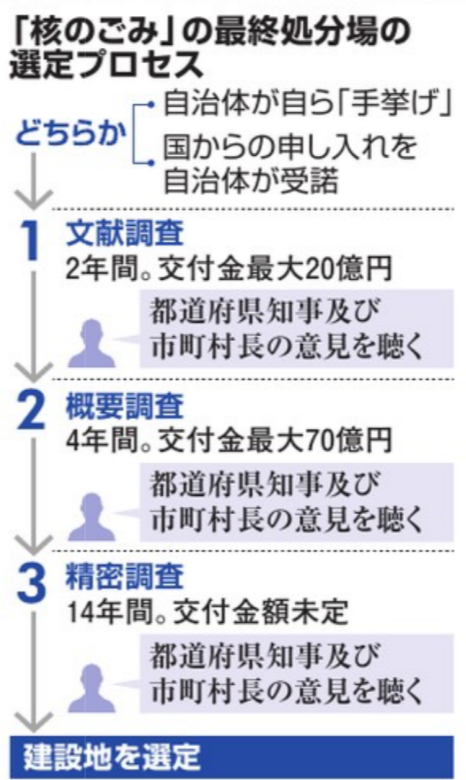 「核のごみ」の最終処分場の
選定プロセス
どちらか
自治体が自ら「手挙げ」
国からの申し入れを
自治体が受諾
1 文献調査
2年間。交付金最大20億円
都道府県知事及び
市町村長の意見を聴く
2 概要調査
4年間。交付金最大70億円
都道府県知事及び
市町村長の意見を聴く
3 精密調査
14年間。交付金額未定
都道府県知事及び
市町村長の意見を聴く
建設地を選定